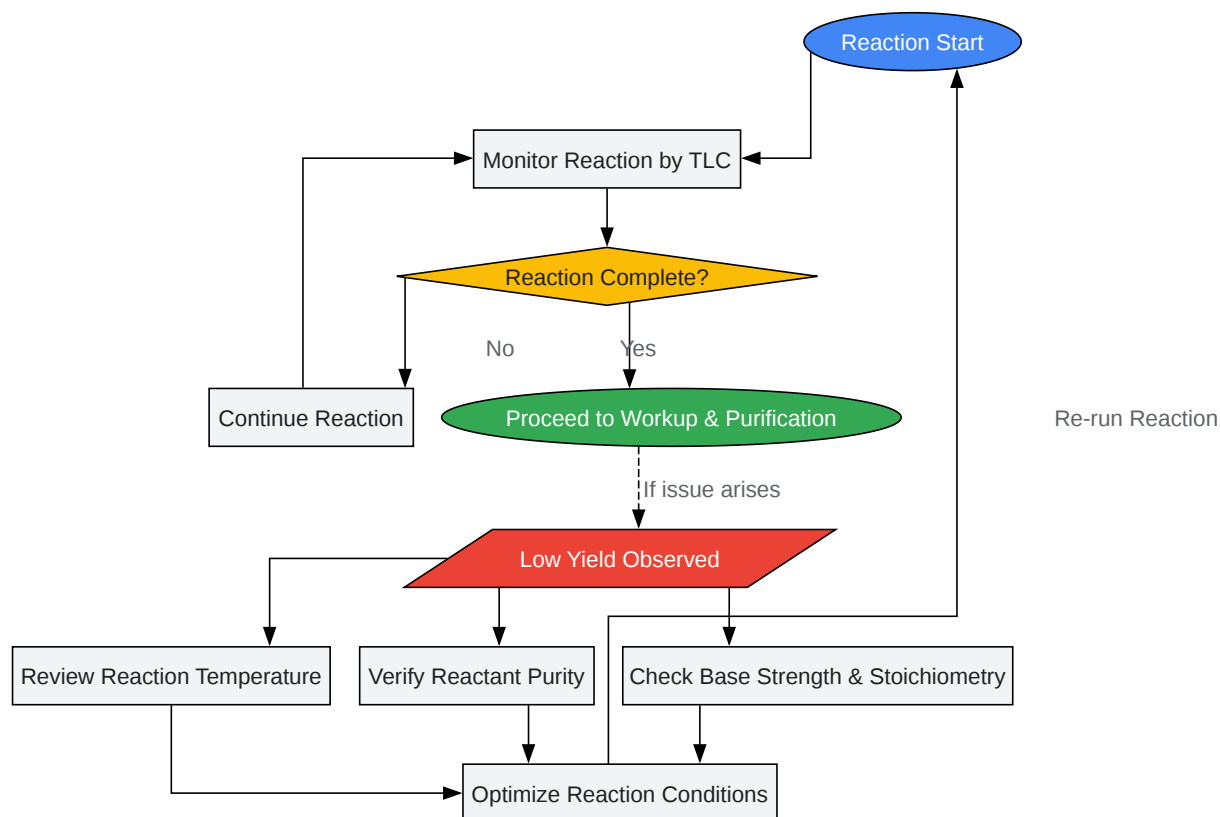 Reaction Start
Monitor Reaction by TLC
Reaction Complete?
No
Yes
Continue Reaction
Proceed to Workup & Purification
Re-run Reaction
If issue arises
Low Yield Observed
Review Reaction Temperature
Verify Reactant Purity
Check Base Strength & Stoichiometry
Optimize Reaction Conditions